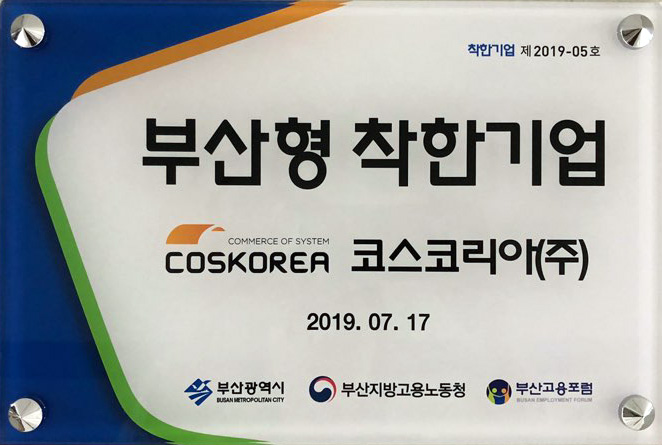 착한기업 제2019-05호
부산형 착한기업
COMMERCE OF SYSTEM
COSKOREA 코스코리아(주)
2019. 07. 17
부산광역시 부산지방고용노동청 부산고용포럼
BUSAN METROPOLITAN CITY BUSAN EMPLOYMENT FORUM